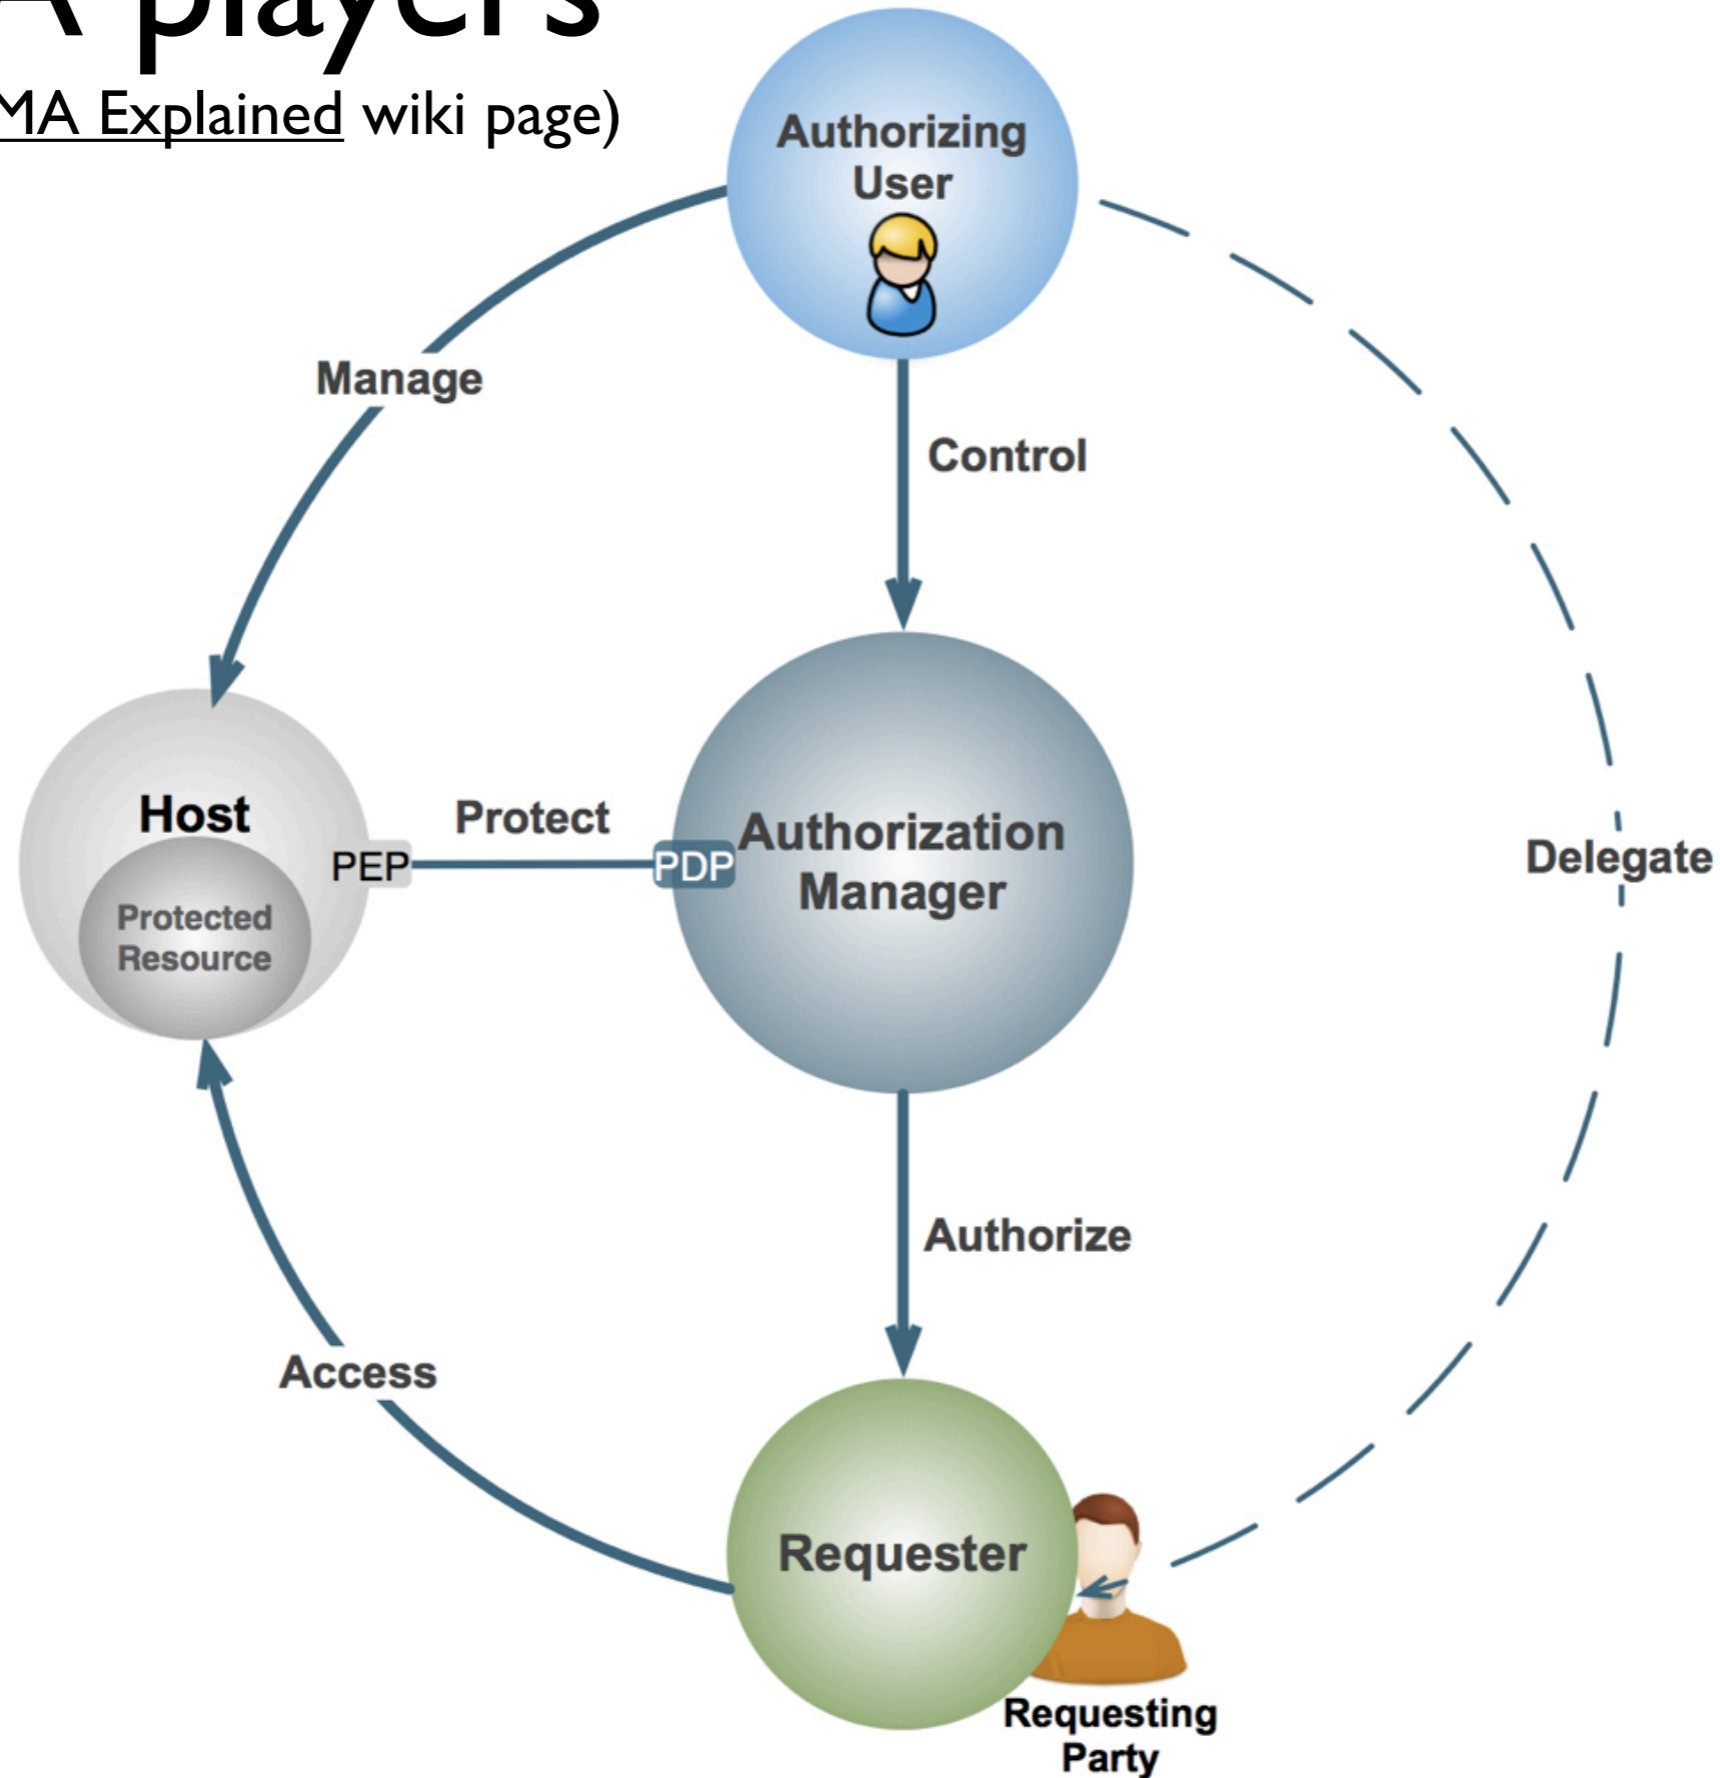 A players
MA Explained wiki page)
Authorizing
User
Manage
Control
Host
Protect
PEP
PDP
Authorization
Manager
Protected
Resource
Delegate
Authorize
Access
Requester
Requesting
Party